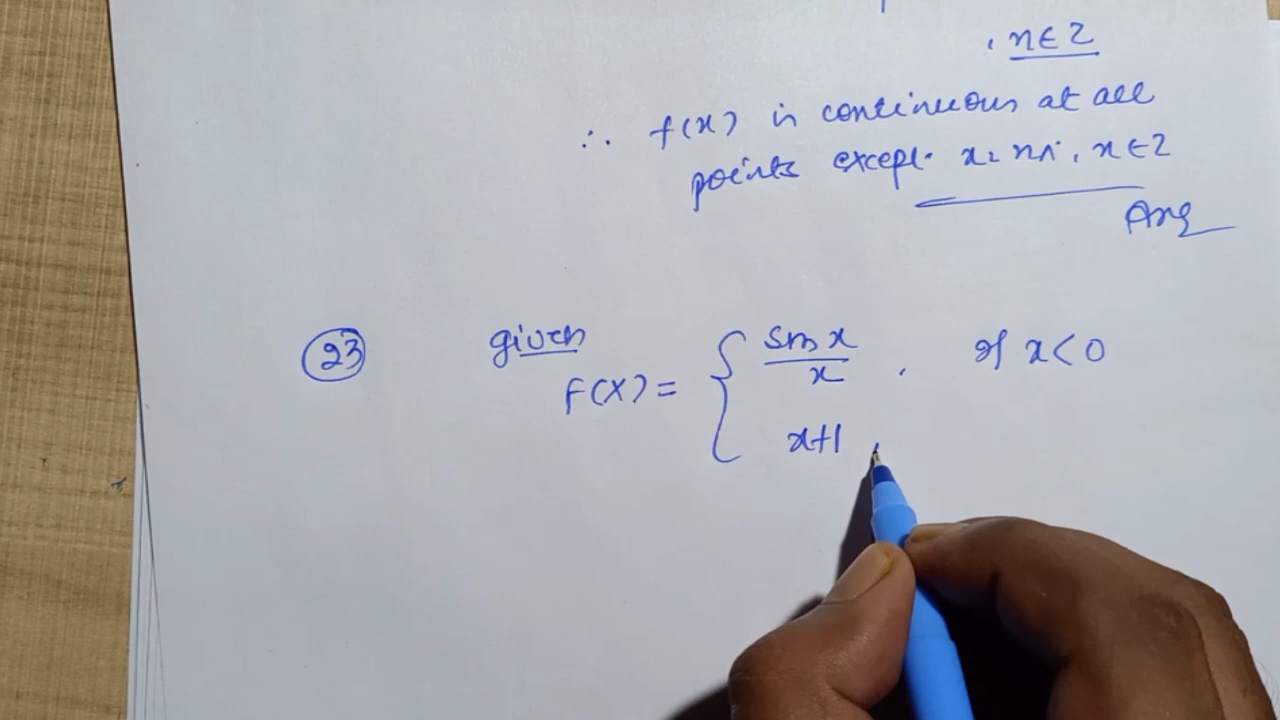 , n∈Z
∴ f(x) is continuous at all
points except x=nπ, n∈Z
Ans
23 given
F(X) = { sin x / x , if x<0
x+1 ,